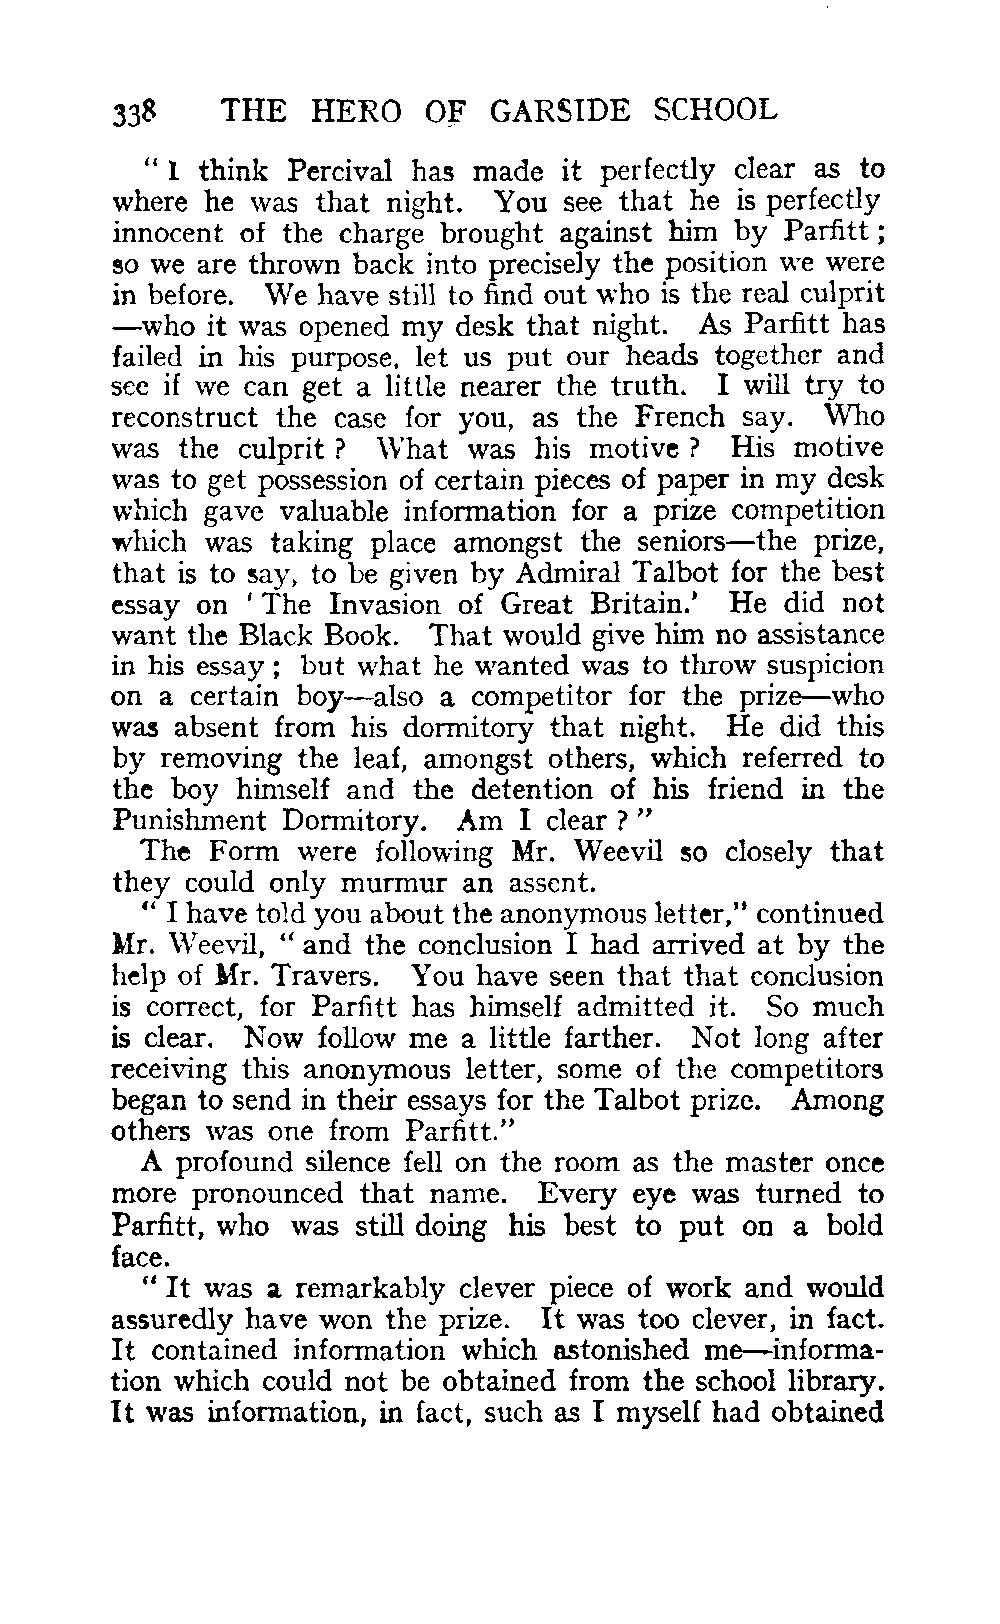 338 THE HERO OF GARSIDE SCHOOL
“ I think Percival has made it perfectly clear as to
where he was that night. You see that he is perfectly
innocent of the charge brought against him by Parfitt ;
so we are thrown back into precisely the position we were
in before. We have still to find out who is the real culprit
—who it was opened my desk that night. As Parfitt has
failed in his purpose, let us put our heads together and
see if we can get a little nearer the truth. I will try to
reconstruct the case for you, as the French say. Who
was the culprit ? What was his motive ? His motive
was to get possession of certain pieces of paper in my desk
which gave valuable information for a prize competition
which was taking place amongst the seniors—the prize,
that is to say, to be given by Admiral Talbot for the best
essay on ‘ The Invasion of Great Britain.’ He did not
want the Black Book. That would give him no assistance
in his essay ; but what he wanted was to throw suspicion
on a certain boy—also a competitor for the prize—who
was absent from his dormitory that night. He did this
by removing the leaf, amongst others, which referred to
the boy himself and the detention of his friend in the
Punishment Dormitory. Am I clear ? ”
The Form were following Mr. Weevil so closely that
they could only murmur an assent.
“ I have told you about the anonymous letter,” continued
Mr. Weevil, “ and the conclusion I had arrived at by the
help of Mr. Travers. You have seen that that conclusion
is correct, for Parfitt has himself admitted it. So much
is clear. Now follow me a little farther. Not long after
receiving this anonymous letter, some of the competitors
began to send in their essays for the Talbot prize. Among
others was one from Parfitt.”
A profound silence fell on the room as the master once
more pronounced that name. Every eye was turned to
Parfitt, who was still doing his best to put on a bold
face.
“ It was a remarkably clever piece of work and would
assuredly have won the prize. It was too clever, in fact.
It contained information which astonished me—informa-
tion which could not be obtained from the school library.
It was information, in fact, such as I myself had obtained